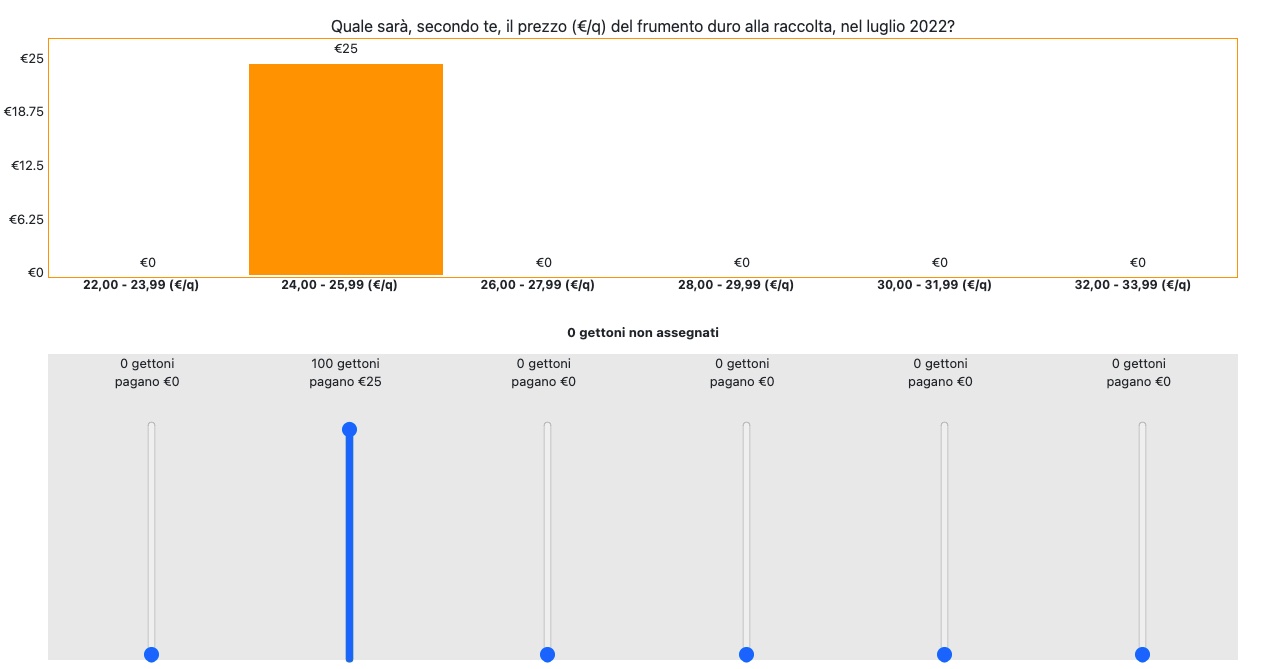 Quale sarà, secondo te, il prezzo (€/q) del frumento duro alla raccolta, nel luglio 2022?
€25
€25
€18.75
€12.5
€6.25
€0
€0 €0 €0 €0 €0
22,00 - 23,99 (€/q) 24,00 - 25,99 (€/q) 26,00 - 27,99 (€/q) 28,00 - 29,99 (€/q) 30,00 - 31,99 (€/q) 32,00 - 33,99 (€/q)
0 gettoni non assegnati
0 gettoni 100 gettoni 0 gettoni 0 gettoni 0 gettoni 0 gettoni
pagano €0 pagano €25 pagano €0 pagano €0 pagano €0 pagano €0